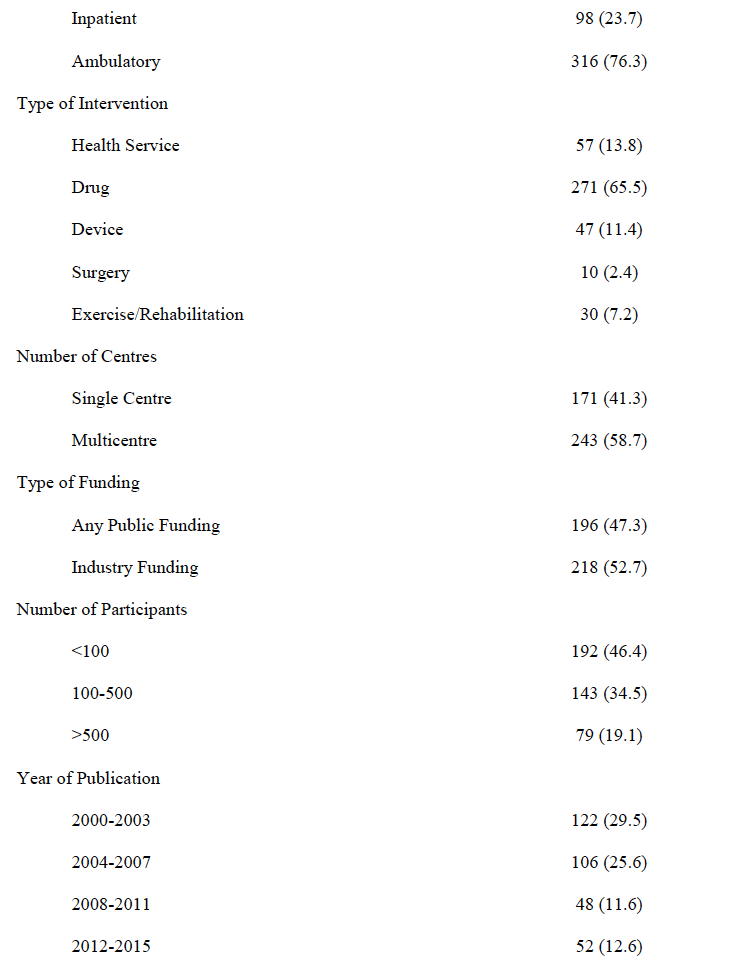 Inpatient 98 (23.7)
Ambulatory 316 (76.3)
Type of Intervention
Health Service 57 (13.8)
Drug 271 (65.5)
Device 47 (11.4)
Surgery 10 (2.4)
Exercise/Rehabilitation 30 (7.2)
Number of Centres
Single Centre 171 (41.3)
Multicentre 243 (58.7)
Type of Funding
Any Public Funding 196 (47.3)
Industry Funding 218 (52.7)
Number of Participants
<100 192 (46.4)
100-500 143 (34.5)
>500 79 (19.1)
Year of Publication
2000-2003 122 (29.5)
2004-2007 106 (25.6)
2008-2011 48 (11.6)
2012-2015 52 (12.6)